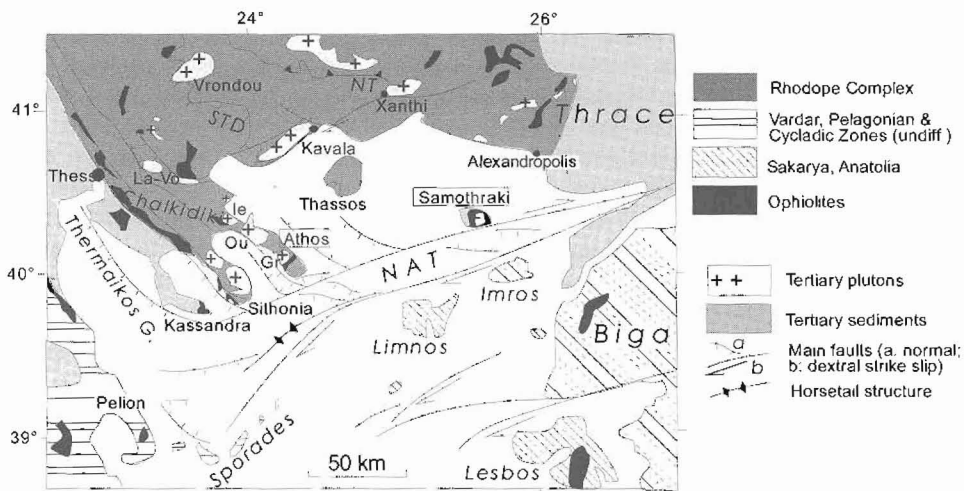 24°
26°
41°
40°
39°
Vrondou
NT
Xanthi
STD
Thrace
Kavala
Alexandropolis
Thess
La-Vo
Chalkidiki
Thassos
Samothraki
Ie
Ou
Gr
Athos
Thermaikos G.
NAT
Imros
Sithonia
Kassandra
Limnos
Biga
Pelion
Sporades
50 km
Lesbos
Rhodope Complex
Vardar, Pelagonian &
Cycladic Zones (undiff )
Sakarya, Anatolia
Ophiolites
Tertiary plutons
Tertiary sediments
a
b
Main faults (a. normal;
b: dextral strike slip)
Horsetail structure